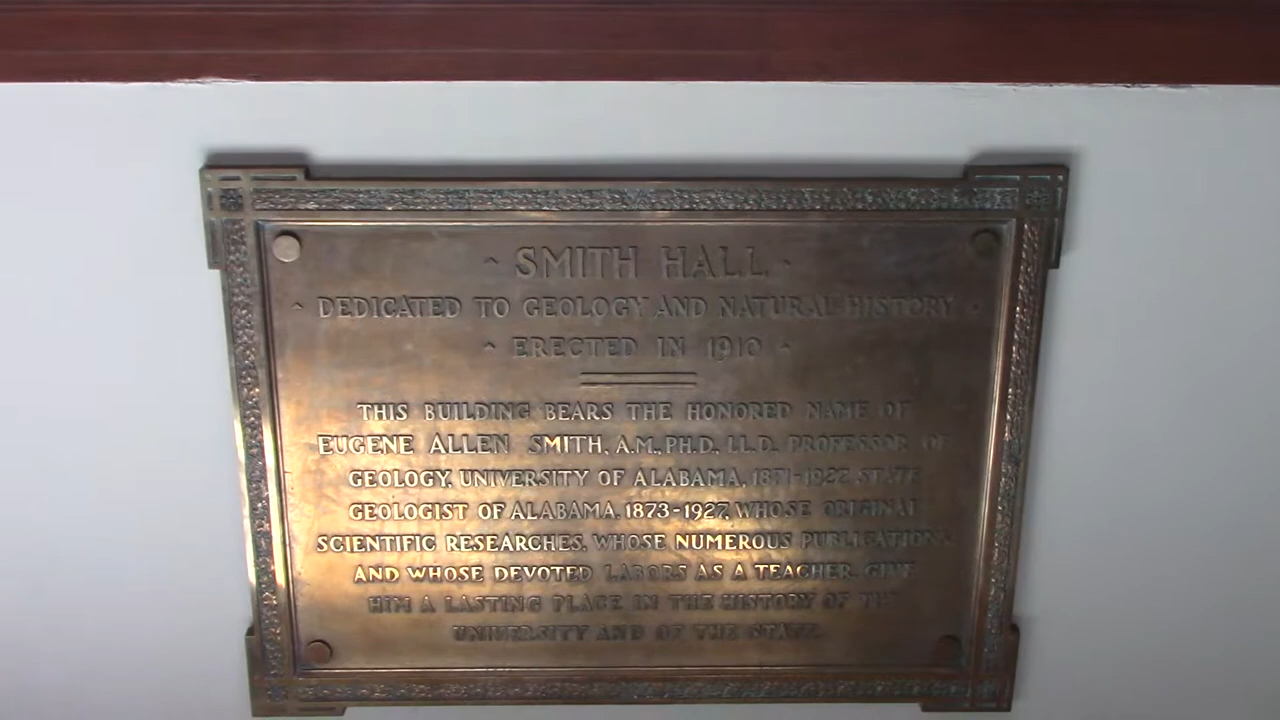 SMITH HALL
DEDICATED TO GEOLOGY AND NATURAL HISTORY
ERECTED IN 1910
THIS BUILDING BEARS THE HONORED NAME OF
EUGENE ALLEN SMITH, A.M., PH.D., LL.D. PROFESSOR OF
GEOLOGY, UNIVERSITY OF ALABAMA, 1871-1927, STATE
GEOLOGIST OF ALABAMA, 1873-1927, WHOSE ORIGINAL
SCIENTIFIC RESEARCHES, WHOSE NUMEROUS PUBLICATIONS
AND WHOSE DEVOTED LABORS AS A TEACHER, GIVE
HIM A LASTING PLACE IN THE HISTORY OF THE
UNIVERSITY AND OF THE STATE.